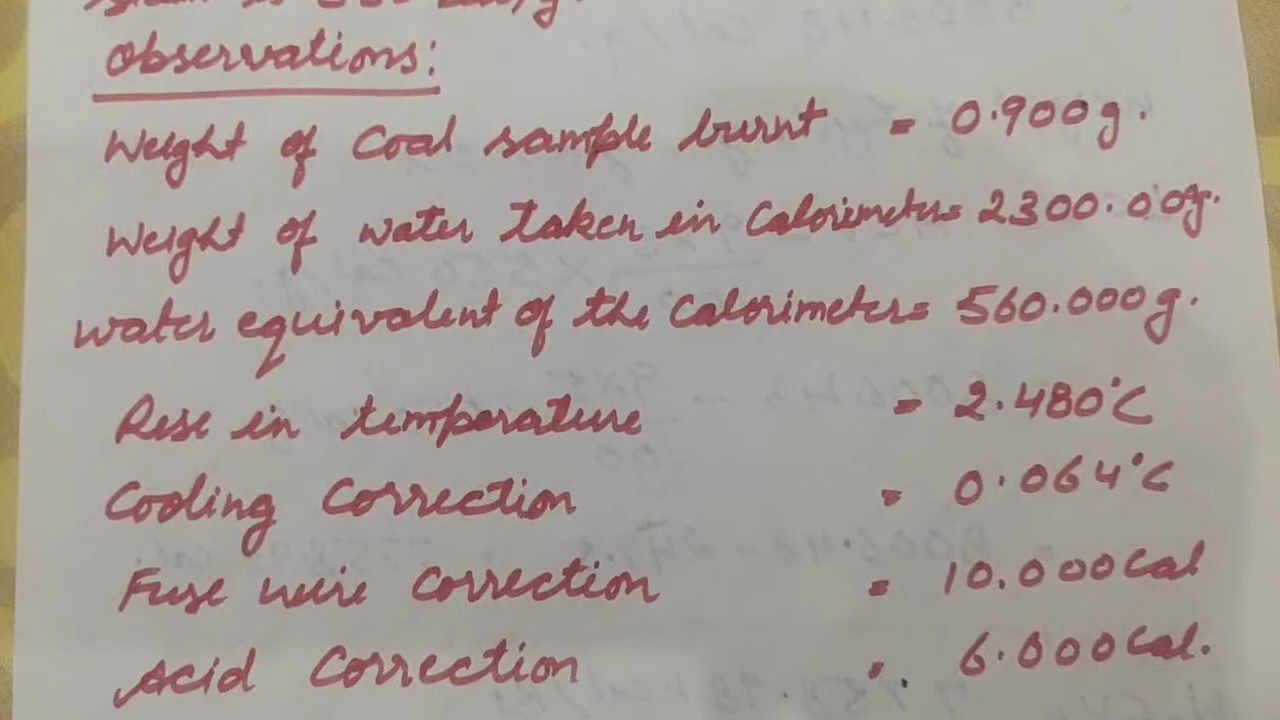 Observations:
Weight of Coal sample burnt = 0.900g.
Weight of water taken in Calorimeter= 2300.00g.
Water equivalent of the Calorimeter= 560.000g.
Rise in temperature = 2.480°C
Cooling Correction = 0.064°C
Fuse wire Correction = 10.000Cal
Acid Correction = 6.000Cal.